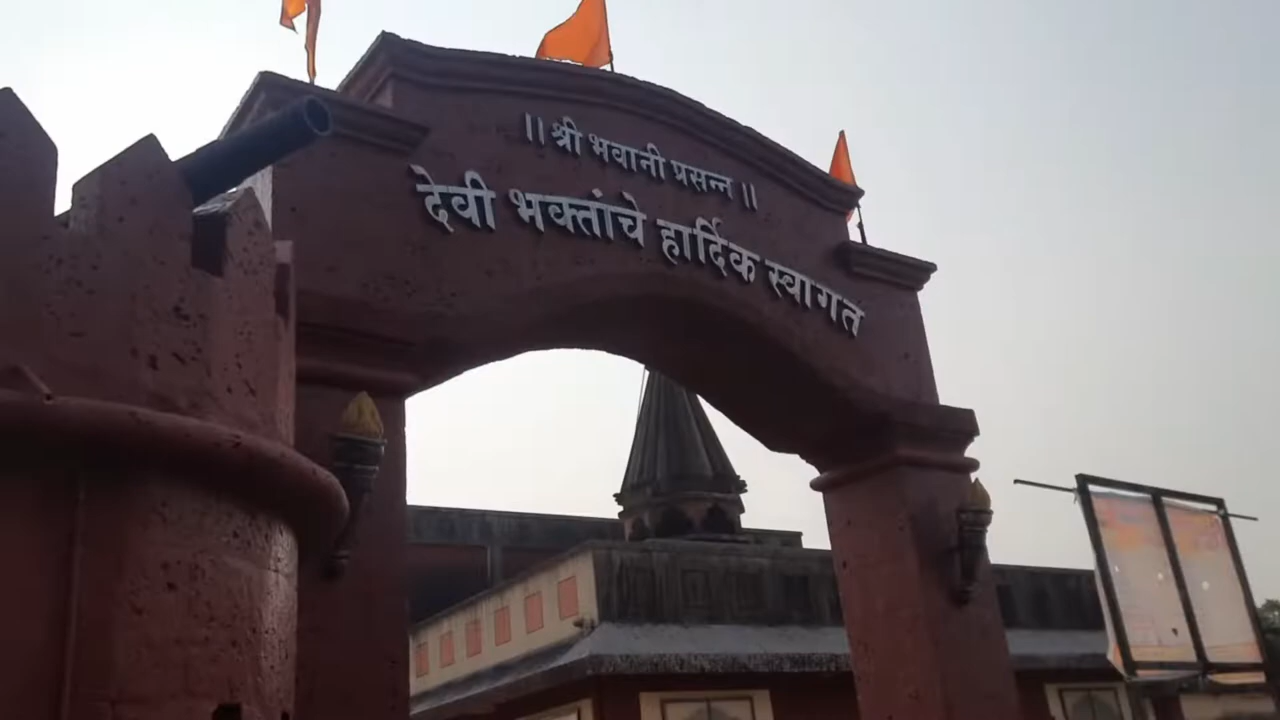 ||श्री भवानी प्रसन्न||
देवी भक्तांचे हार्दिक स्वागत